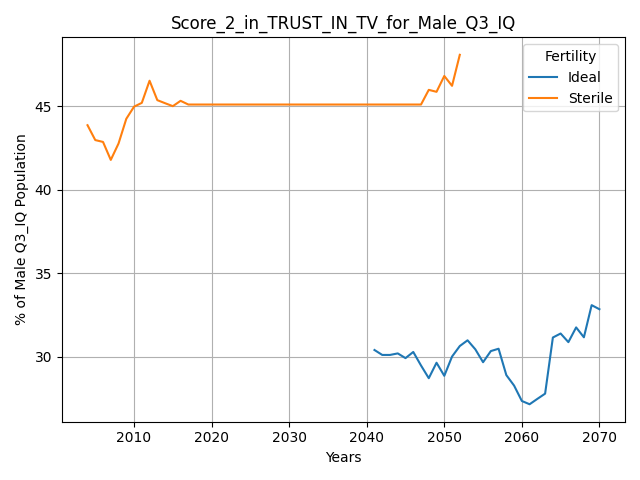 Score_2_in_TRUST_IN_TV_for_Male_Q3_IQ
Fertility
Ideal
Sterile
% of Male Q3_IQ Population
45
40
35
30
2010 2020 2030 2040 2050 2060 2070
Years